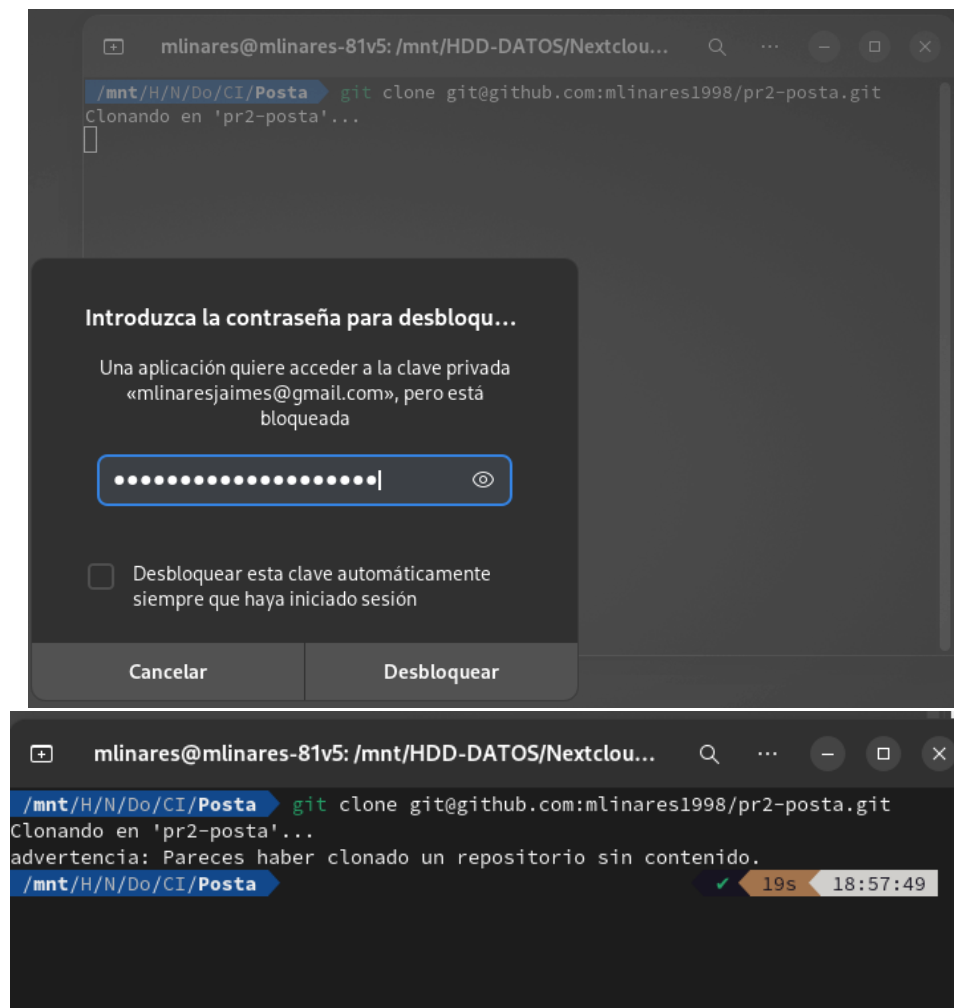 mlinares@mlinares-81v5: /mnt/HDD-DATOS/Nextclou...
/mnt/H/N/Do/CI/Posta git clone git@github.com:mlinares1998/pr2-posta.git
Clonando en 'pr2-posta'...
Introduzca la contraseña para desbloqu...
Una aplicación quiere acceder a la clave privada
«mlinaresjaimes@gmail.com», pero está
bloqueada
Desbloquear esta clave automáticamente
siempre que haya iniciado sesión
Cancelar Desbloquear
mlinares@mlinares-81v5: /mnt/HDD-DATOS/Nextclou...
/mnt/H/N/Do/CI/Posta git clone git@github.com:mlinares1998/pr2-posta.git
Clonando en 'pr2-posta'...
advertencia: Pareces haber clonado un repositorio sin contenido.
/mnt/H/N/Do/CI/Posta ✔ 19s 18:57:49